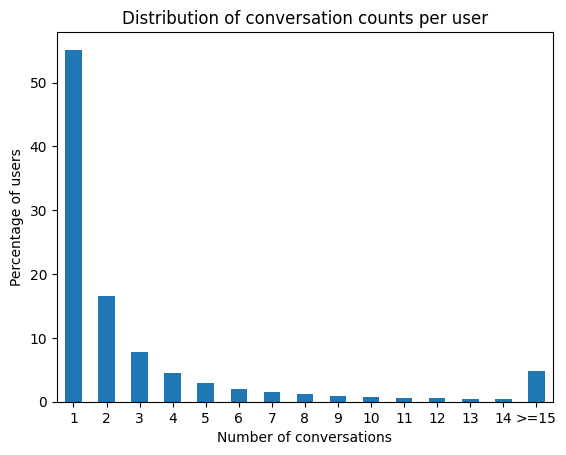 Distribution of conversation counts per user
Percentage of users
50
40
30
20
10
0
1 2 3 4 5 6 7 8 9 10 11 12 13 14 >=15
Number of conversations